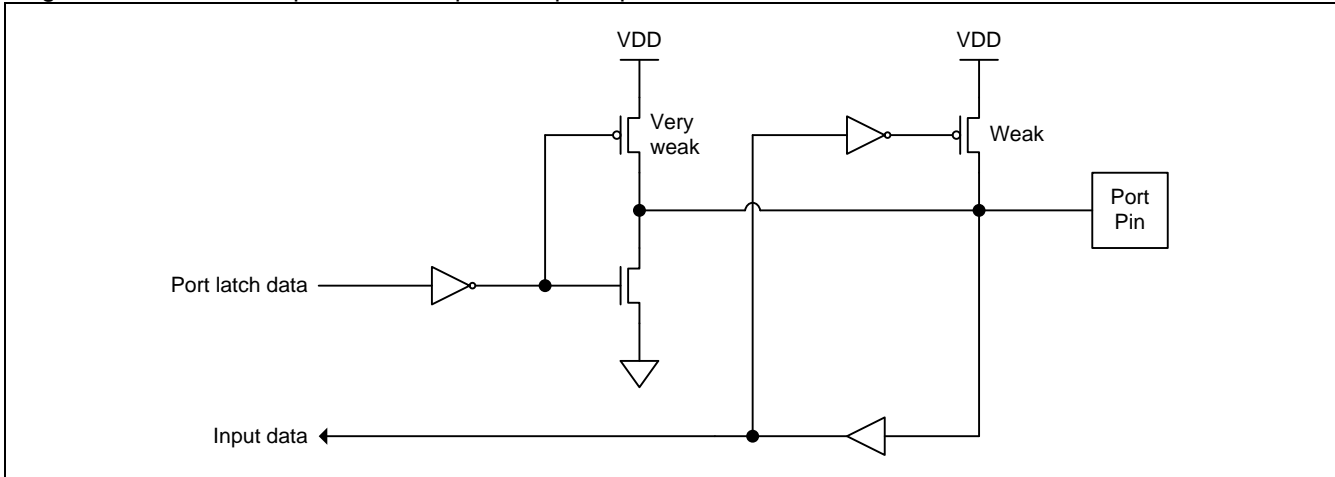 VDD
VDD
Very
weak
Weak
Port
Pin
Port latch data
Input data